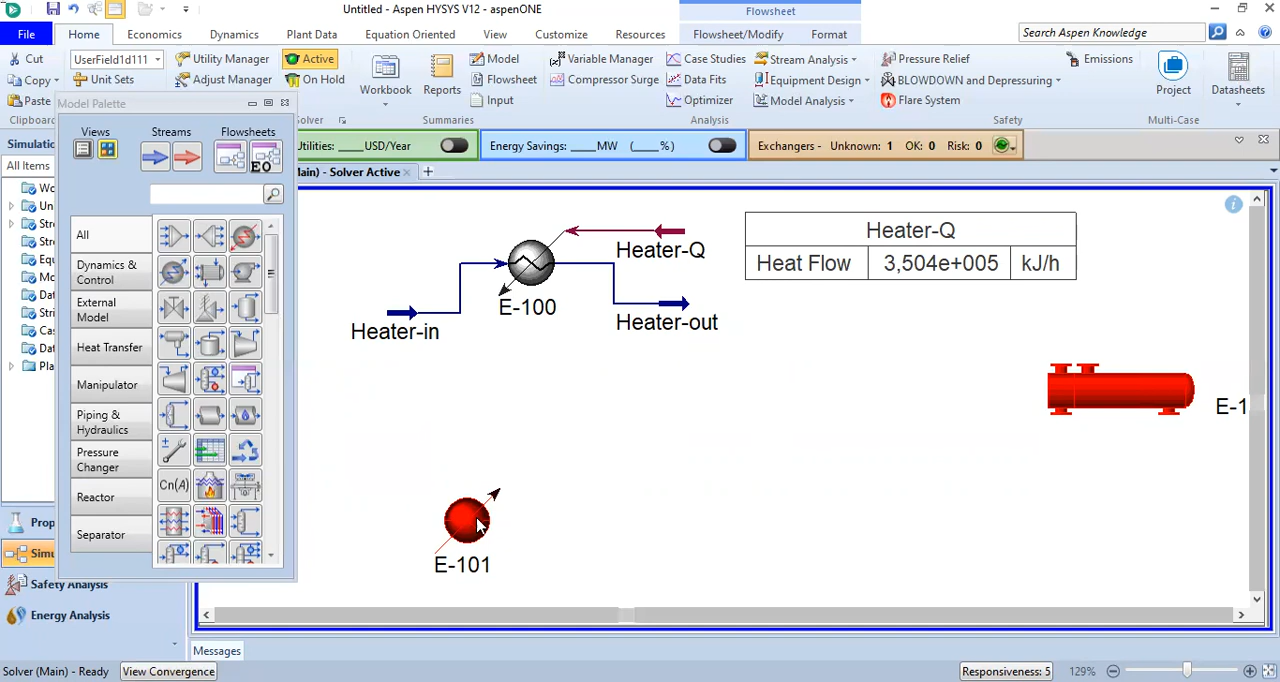 Untitled - Aspen HYSYS V12 - aspenONE
Flowsheet
File Home Economics Dynamics Plant Data Equation Oriented View Customize Resources Flowsheet/Modify Format Search Aspen Knowledge
Cut UserField1d111 Utility Manager Active Model Variable Manager Case Studies Stream Analysis Pressure Relief Emissions
Copy Unit Sets Adjust Manager On Hold Workbook Reports Flowsheet Compressor Surge Data Fits Equipment Design BLOWDOWN and Depressuring Project Datasheets
Paste Input Optimizer Model Analysis Flare System
Clipboard Summaries Analysis Safety Multi-Case
Model Palette
Views Streams Flowsheets
EO
Utilities: ____USD/Year Energy Savings: ____MW (____%) Exchangers - Unknown: 1 OK: 0 Risk: 0
All Items
(Main) - Solver Active
All
Dynamics &
Control
External
Model
Heat Transfer
Manipulator
Piping &
Hydraulics
Pressure
Changer
Reactor
Separator
Cn(A)
Heater-Q
Heater-in
E-100
Heater-out
Heater-Q
Heat Flow 3,504e+005 kJ/h
E-1
E-101
Prop
Simu
Safety Analysis
Energy Analysis
Messages
Solver (Main) - Ready View Convergence Responsiveness: 5 129%